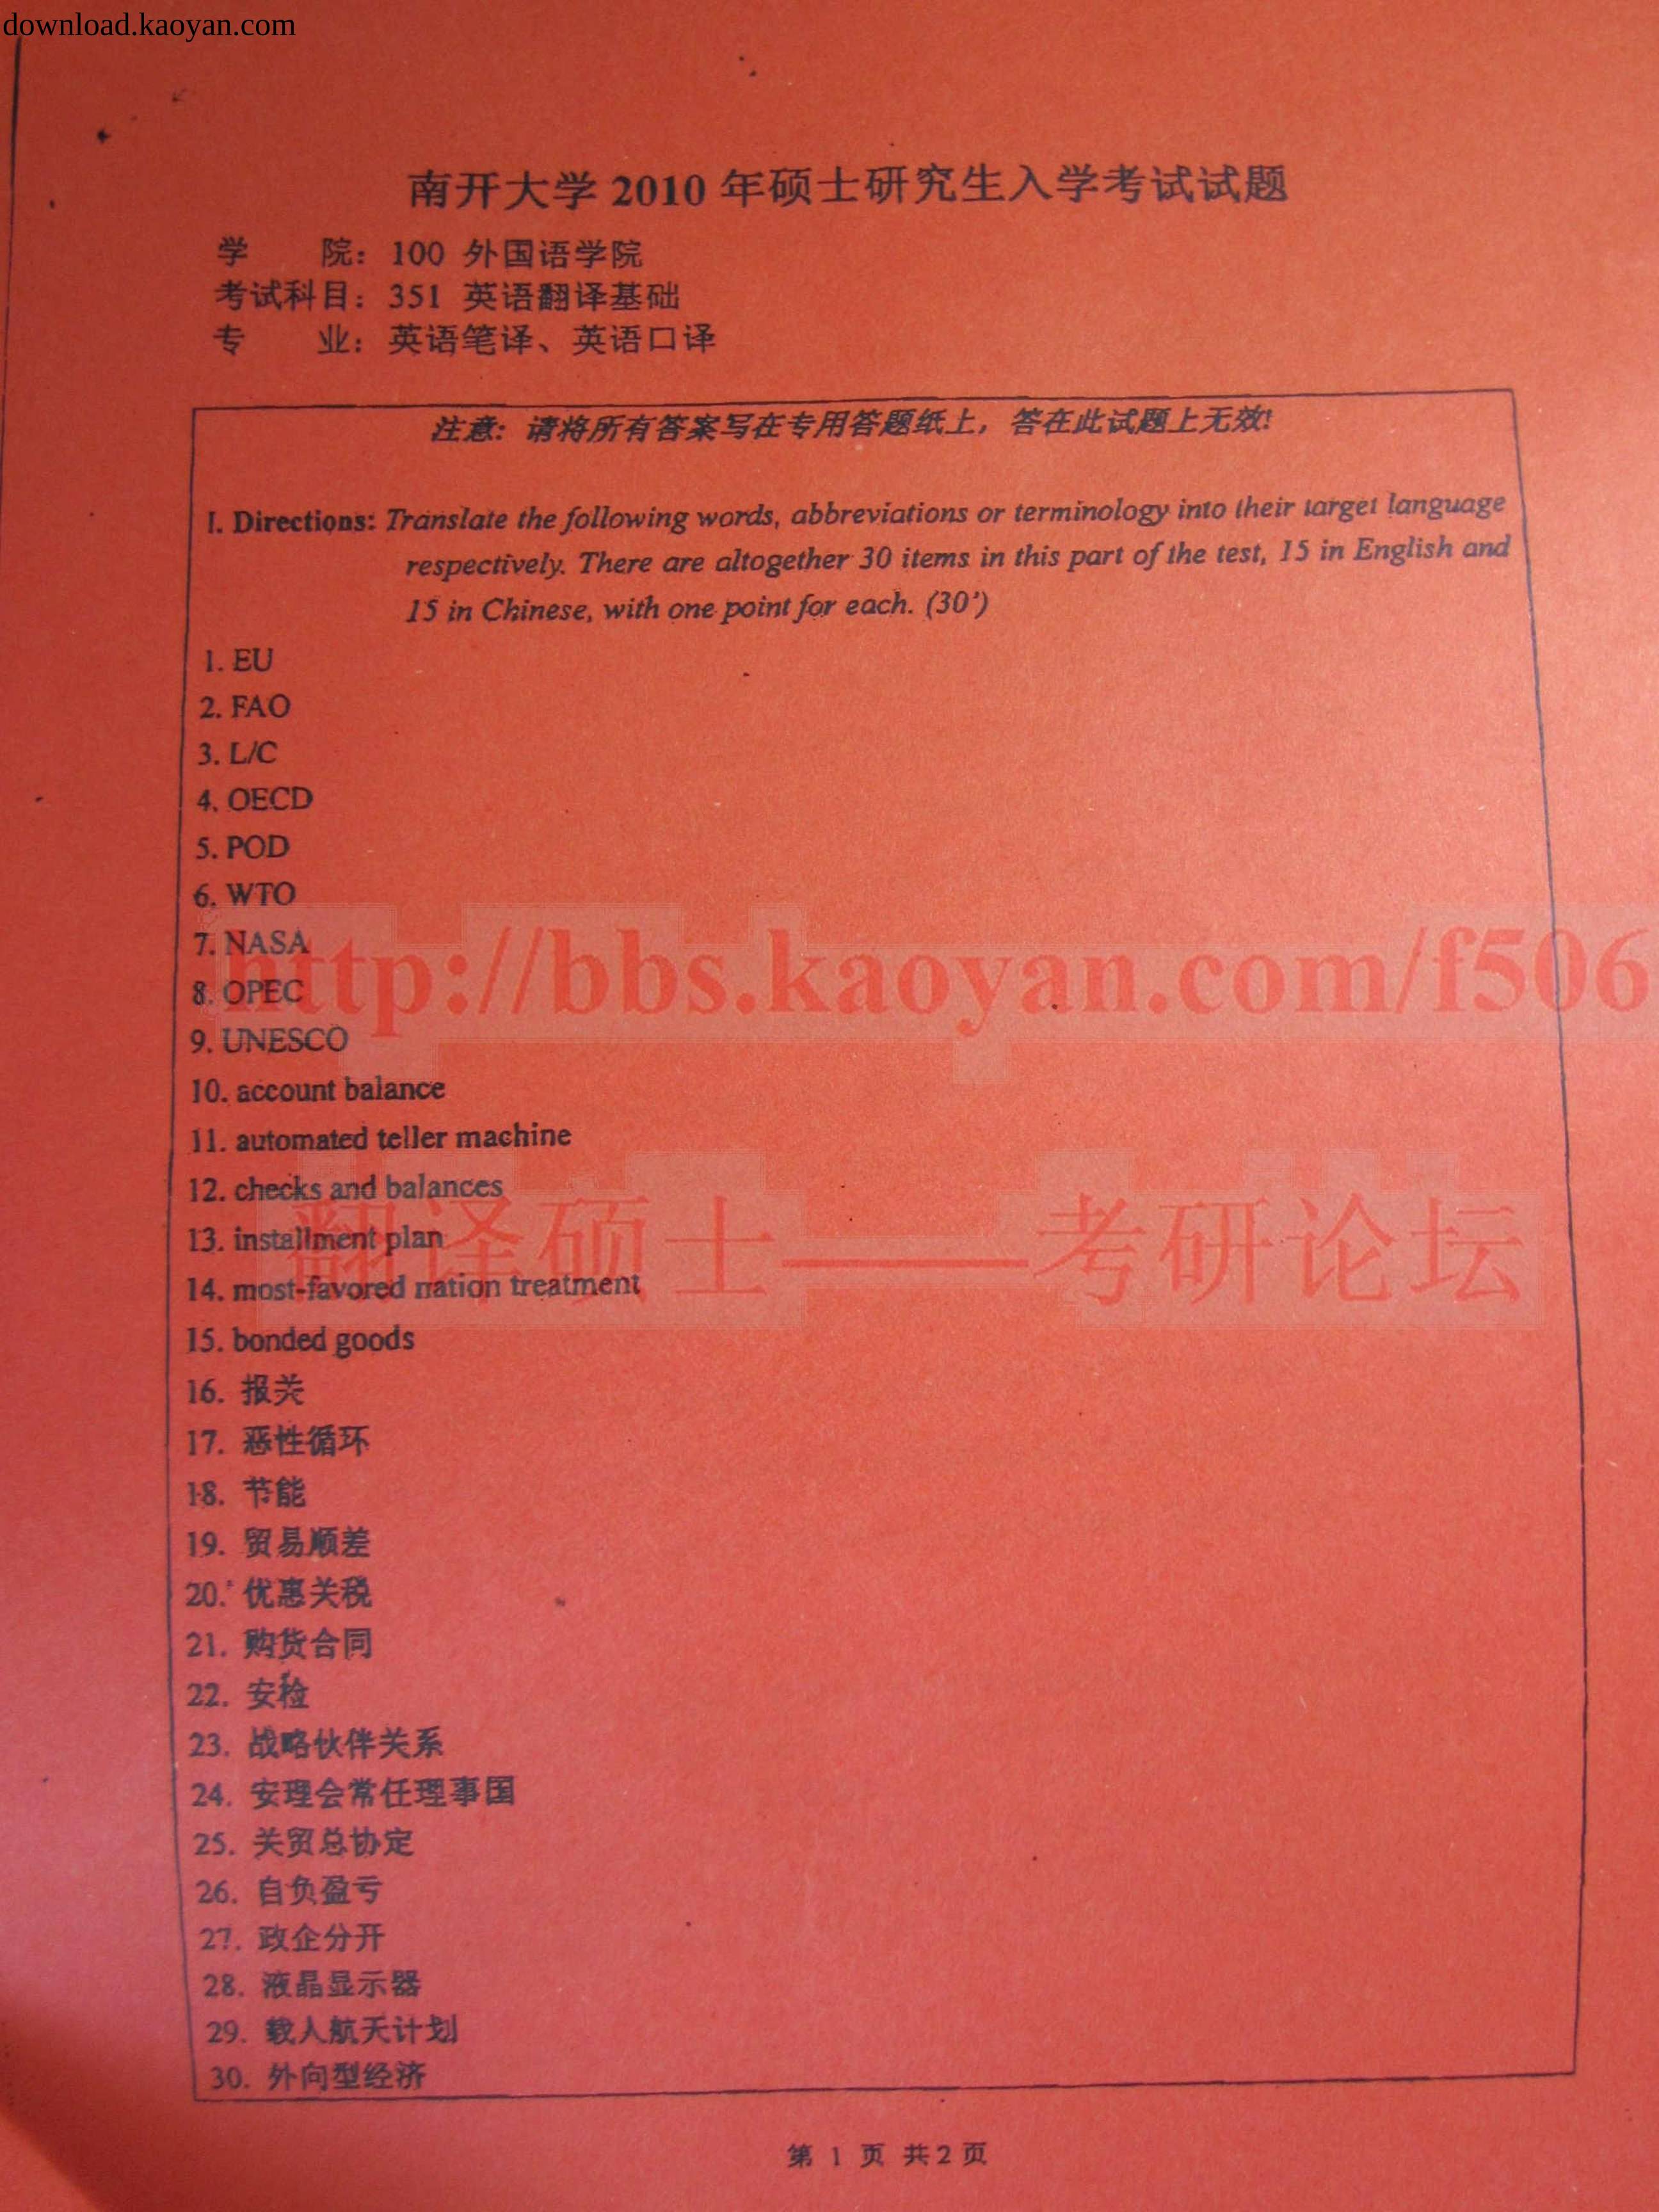 download.kaoyan.com
南开大学 2010 年硕士研究生入学考试试题
学 院：100 外国语学院
考试科目：351 英语翻译基础
专 业：英语笔译、英语口译
注意：请将所有答案写在专用答题纸上，答在此试题上无效!
I. Directions: Translate the following words, abbreviations or terminology into their target language
respectively. There are altogether 30 items in this part of the test, 15 in English and
15 in Chinese, with one point for each. (30')
1. EU
2. FAO
3. L/C
4. OECD
5. POD
6. WTO
7. NASA
http://bbs.kaoyan.com/f506
8. OPEC
9. UNESCO
10. account balance
11. automated teller machine
12. checks and balances
翻译硕士——考研论坛
13. installment plan
14. most-favored nation treatment
15. bonded goods
16. 报关
17. 恶性循环
18. 节能
19. 贸易顺差
20. 优惠关税
21. 购货合同
22. 安检
23. 战略伙伴关系
24. 安理会常任理事国
25. 关贸总协定
26. 自负盈亏
27. 政企分开
28. 液晶显示器
29. 载人航天计划
30. 外向型经济
第 1 页 共 2 页